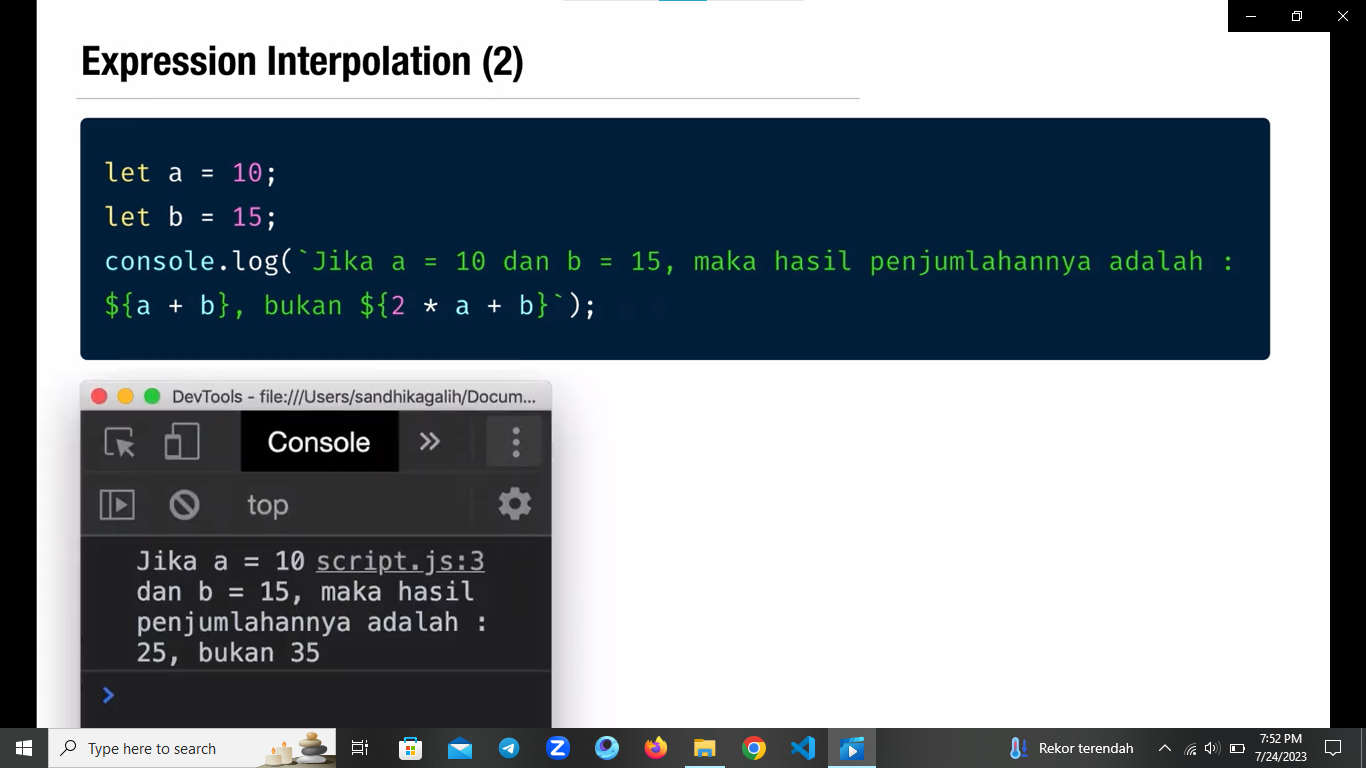 Expression Interpolation (2)
let a = 10;
let b = 15;
console.log(`Jika a = 10 dan b = 15, maka hasil penjumlahannya adalah :
${a + b}, bukan ${2 * a + b}`);
DevTools - file:///Users/sandhikagalih/Docum...
Console
top
Jika a = 10 script.js:3
dan b = 15, maka hasil
penjumlahannya adalah :
25, bukan 35
Type here to search
Rekor terendah
7:52 PM
7/24/2023